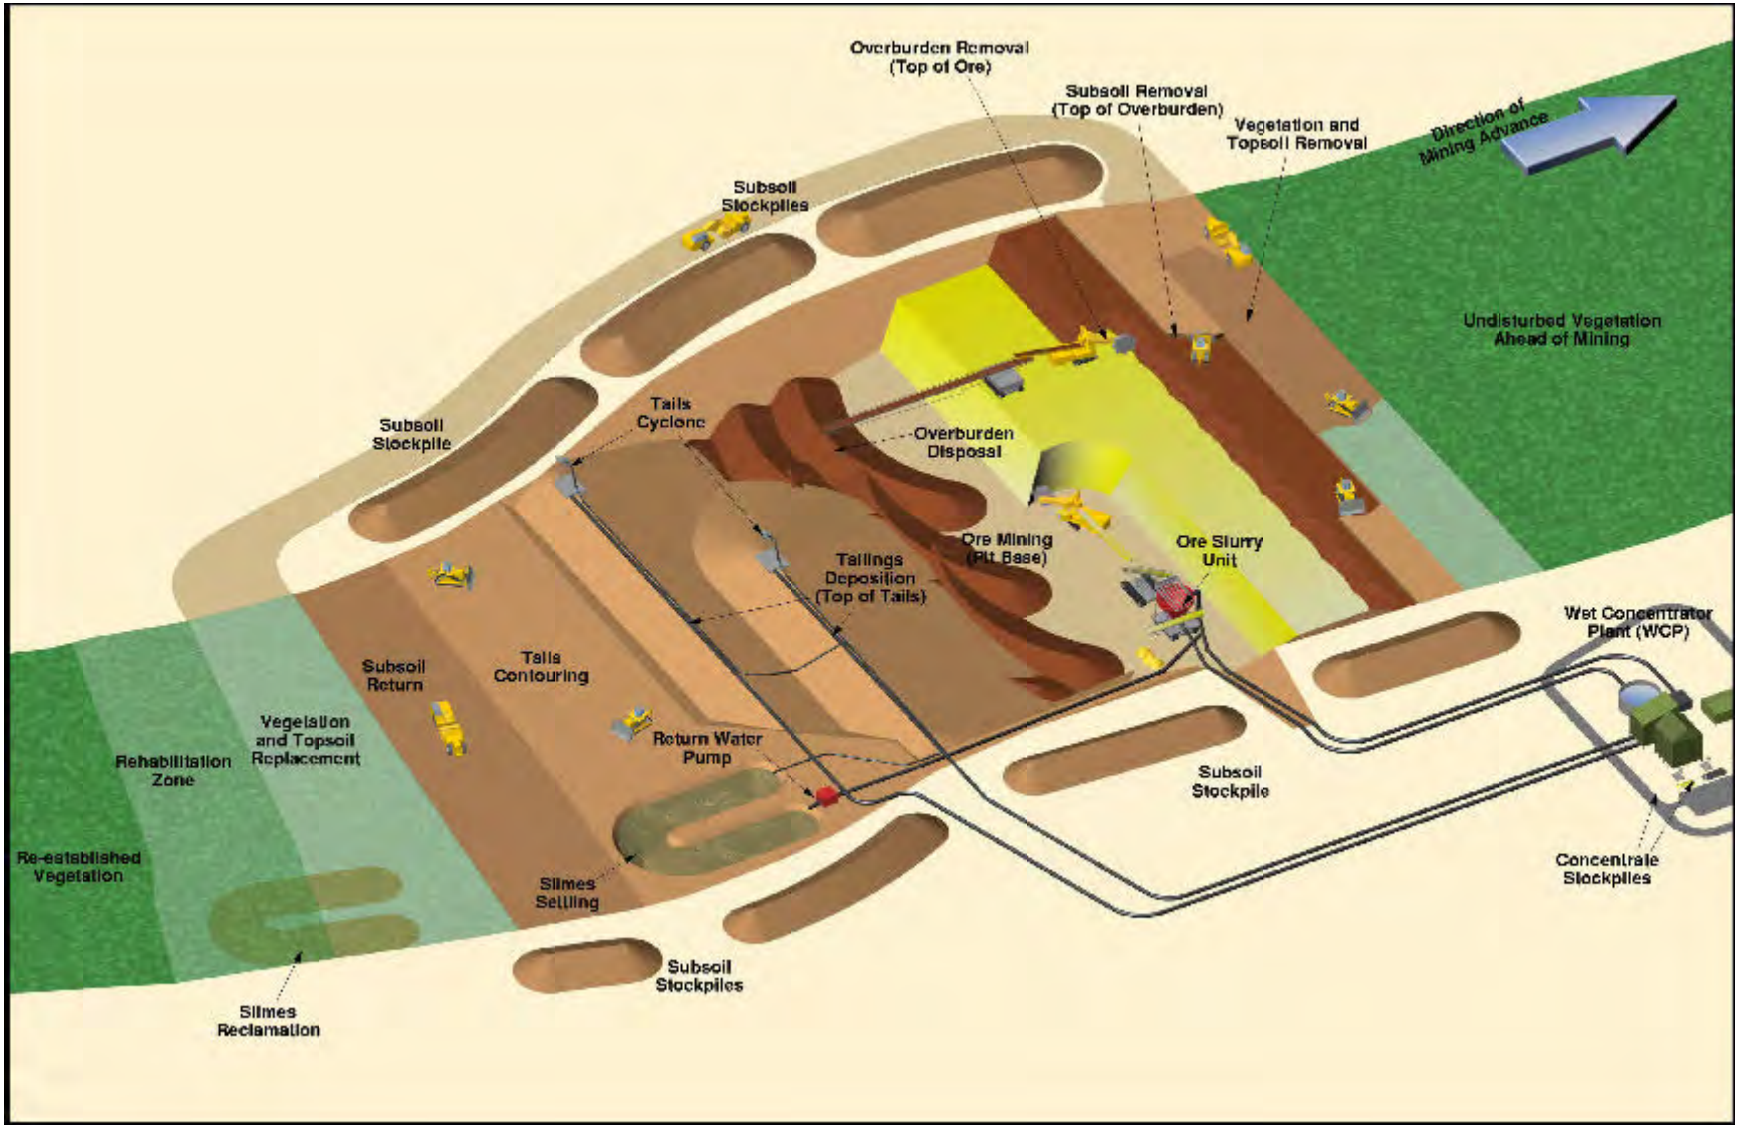 Overburden Removal
(Top of Ore)
Subsoil Removal
(Top of Overburden)
Vegetation and
Topsoil Removal
Direction of
Mining Advance
Subsoil
Stockpiles
Undisturbed Vegetation
Ahead of Mining
Tails
Cyclone
Subsoil
Stockpile
Overburden
Disposal
Ore Mining
(Pit Base)
Ore Slurry
Unit
Tailings
Deposition
(Top of Tails)
Wet Concentrator
Plant (WCP)
Subsoil
Return
Tails
Contouring
Vegetation
and Topsoil
Replacement
Return Water
Pump
Rehabilitation
Zone
Subsoil
Stockpile
Re-established
Vegetation
Slimes
Settling
Concentrate
Stockpiles
Subsoil
Stockpiles
Slimes
Reclamation